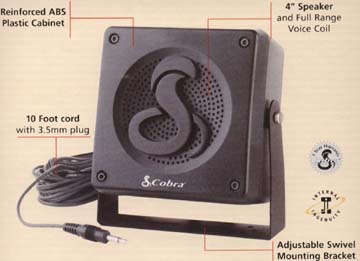 Reinforced ABS
Plastic Cabinet
4" Speaker
and Full Range
Voice Coil
10 Foot cord
with 3.5mm plug
Cobra
INTERNAL
INGENUITY
Adjustable Swivel
Mounting Bracket